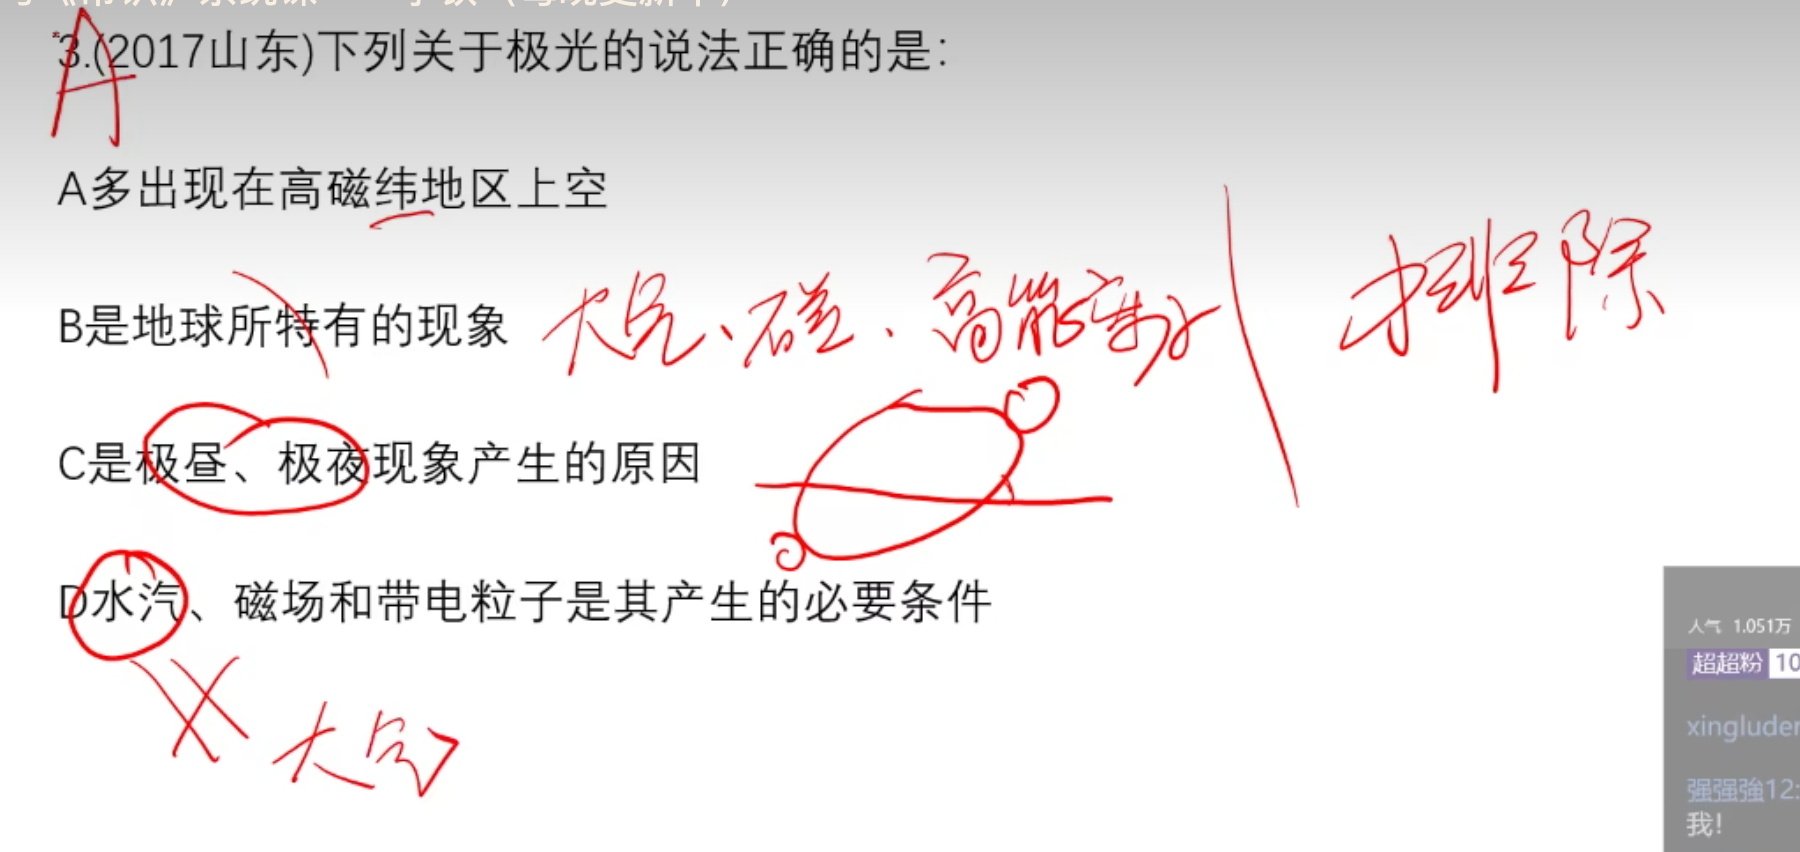 3.(2017山东)下列关于极光的说法正确的是:
A
A多出现在高磁纬地区上空
B是地球所特有的现象 大气、磁、高能
排除
C是极昼、极夜现象产生的原因
D水汽、磁场和带电粒子是其产生的必要条件
大气
人气 1.051万
超超粉 10
xingluder
强强強12:
我!